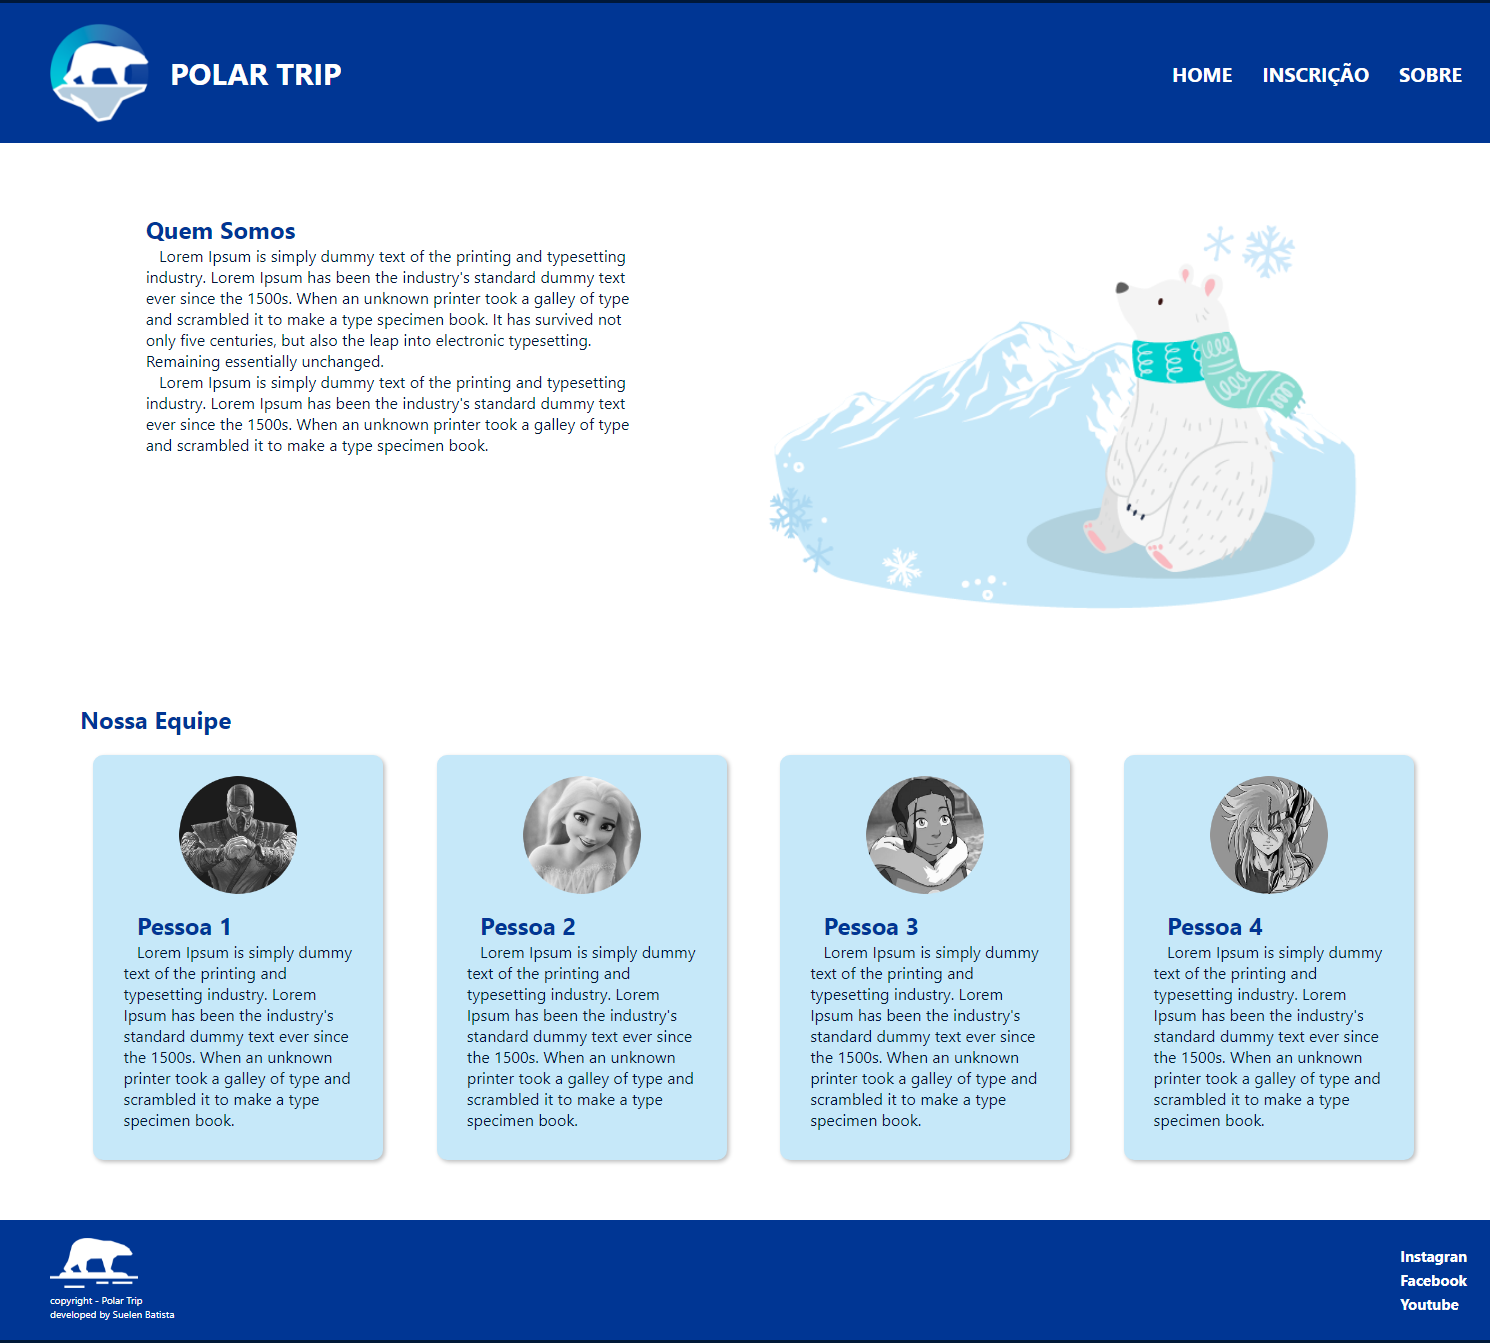 POLAR TRIP
HOME INSCRIÇÃO SOBRE
Quem Somos
Lorem Ipsum is simply dummy text of the printing and typesetting
industry. Lorem Ipsum has been the industry's standard dummy text
ever since the 1500s. When an unknown printer took a galley of type
and scrambled it to make a type specimen book. It has survived not
only five centuries, but also the leap into electronic typesetting.
Remaining essentially unchanged.
Lorem Ipsum is simply dummy text of the printing and typesetting
industry. Lorem Ipsum has been the industry's standard dummy text
ever since the 1500s. When an unknown printer took a galley of type
and scrambled it to make a type specimen book.
Nossa Equipe
Pessoa 1
Lorem Ipsum is simply dummy
text of the printing and
typesetting industry. Lorem
Ipsum has been the industry's
standard dummy text ever since
the 1500s. When an unknown
printer took a galley of type and
scrambled it to make a type
specimen book.
Pessoa 2
Lorem Ipsum is simply dummy
text of the printing and
typesetting industry. Lorem
Ipsum has been the industry's
standard dummy text ever since
the 1500s. When an unknown
printer took a galley of type and
scrambled it to make a type
specimen book.
Pessoa 3
Lorem Ipsum is simply dummy
text of the printing and
typesetting industry. Lorem
Ipsum has been the industry's
standard dummy text ever since
the 1500s. When an unknown
printer took a galley of type and
scrambled it to make a type
specimen book.
Pessoa 4
Lorem Ipsum is simply dummy
text of the printing and
typesetting industry. Lorem
Ipsum has been the industry's
standard dummy text ever since
the 1500s. When an unknown
printer took a galley of type and
scrambled it to make a type
specimen book.
copyright - Polar Trip
developed by Suelen Batista
Instagran
Facebook
Youtube